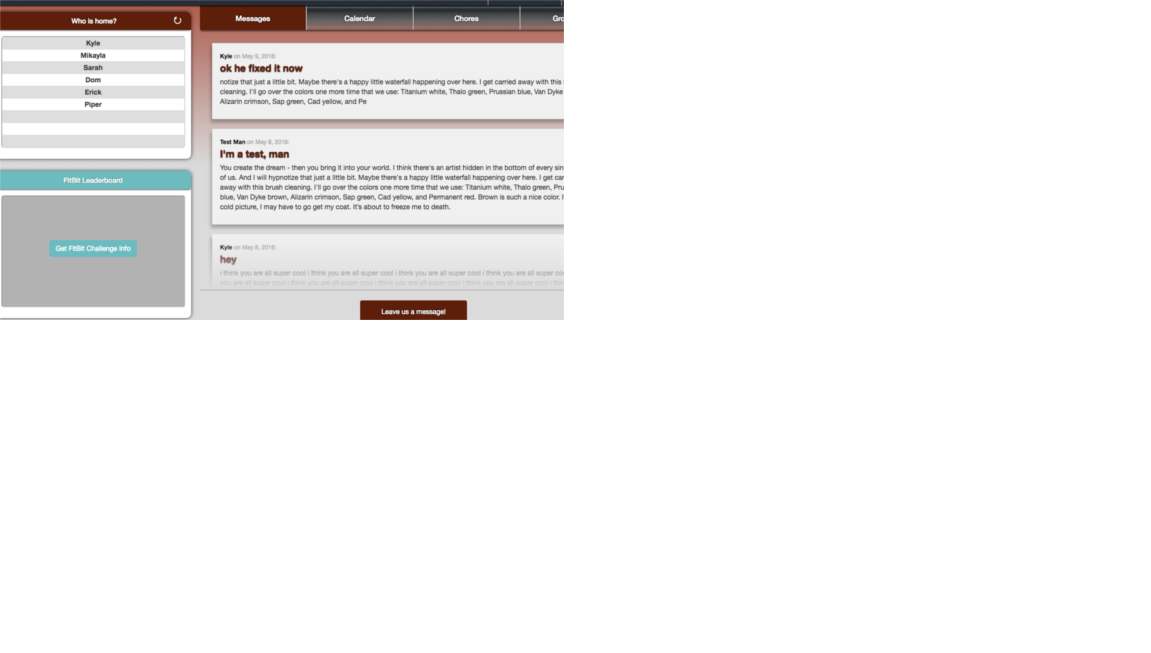 Who is home?
Kyle
Mikayla
Sarah
Dom
Erick
Piper
FitBit Leaderboard
Get FitBit Challenge Info
Messages Calendar Chores Gro
Kyle on May 9, 2016:
ok he fixed it now
notize that just a little bit. Maybe there's a happy little waterfall happening over here. I get carried away with this
cleaning. I'll go over the colors one more time that we use: Titanium white, Thalo green, Prussian blue, Van Dyke
Alizarin crimson, Sap green, Cad yellow, and Pe
Test Man on May 8, 2016:
I'm a test, man
You create the dream - then you bring it into your world. I think there's an artist hidden in the bottom of every sin
of us. And I will hypnotize that just a little bit. Maybe there's a happy little waterfall happening over here. I get car
away with this brush cleaning. I'll go over the colors one more time that we use: Titanium white, Thalo green, Pru
blue, Van Dyke brown, Alizarin crimson, Sap green, Cad yellow, and Permanent red. Brown is such a nice color. I
cold picture, I may have to go get my coat. It's about to freeze me to death.
Kyle on May 8, 2016:
hey
i think you are all super cool i think you are all super cool i think you are all super cool i think you are all super coo
you are all super cool i think you are all super cool i think you are all super cool i think you are all super cool i thin
Leave us a message!